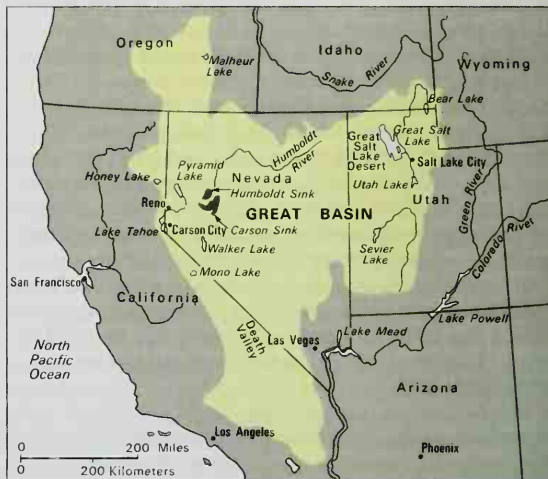 Oregon
Malheur
Lake
Idaho
Snake River
Wyoming
Bear Lake
Great Salt
Lake
Great
Salt
Lake
Desert
Salt Lake City
Utah Lake
Utah
Humboldt
River
Pyramid
Lake
Nevada
Honey Lake
Humboldt Sink
Reno
GREAT BASIN
Carson City
Carson Sink
Lake Tahoe
Walker Lake
Sevier
Lake
Green River
Colorado River
Mono Lake
San Francisco
California
Death
Valley
Las Vegas
Lake Mead
Lake Powell
North
Pacific
Ocean
Arizona
Los Angeles
Phoenix
0 200 Miles
0 200 Kilometers